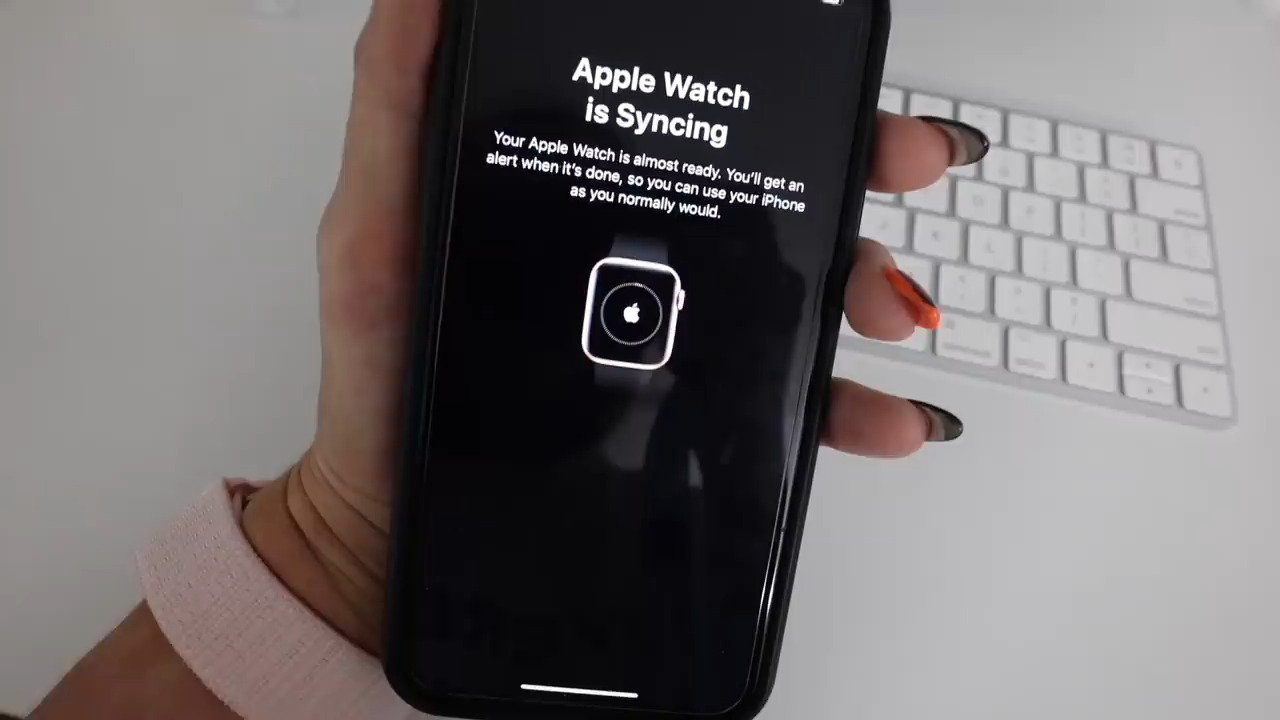 Apple Watch
is Syncing
Your Apple Watch is almost ready. You'll get an
alert when it's done, so you can use your iPhone
as you normally would.